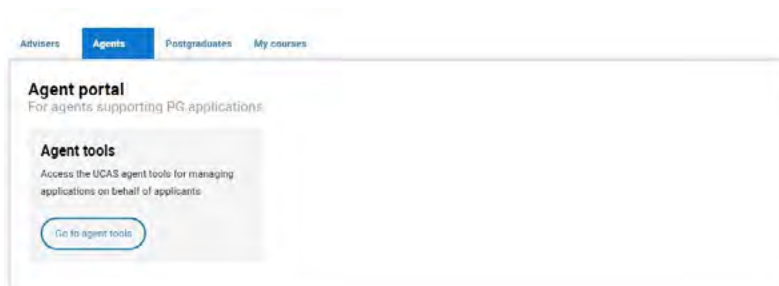 Advisers Agents Postgraduates My courses
Agent portal
For agents supporting PG applications
Agent tools
Access the UCAS agent tools for managing
applications on behalf of applicants
Go to agent tools